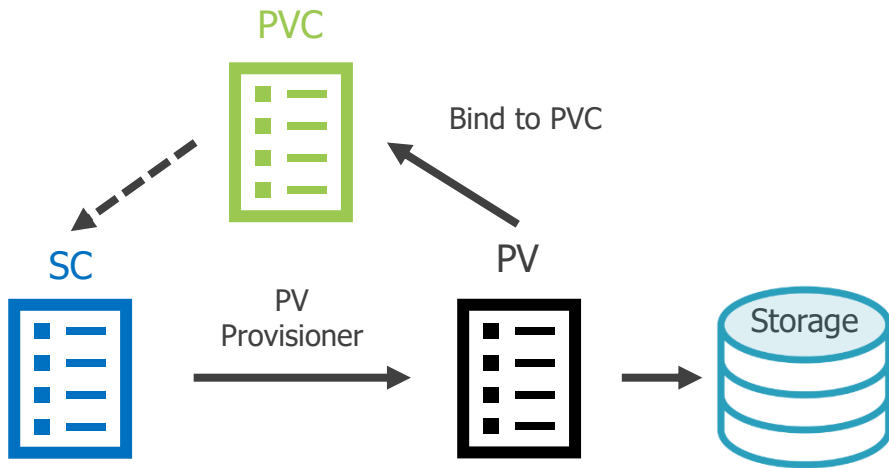 PVC
Bind to PVC
SC
PV
PV
Provisioner
Storage